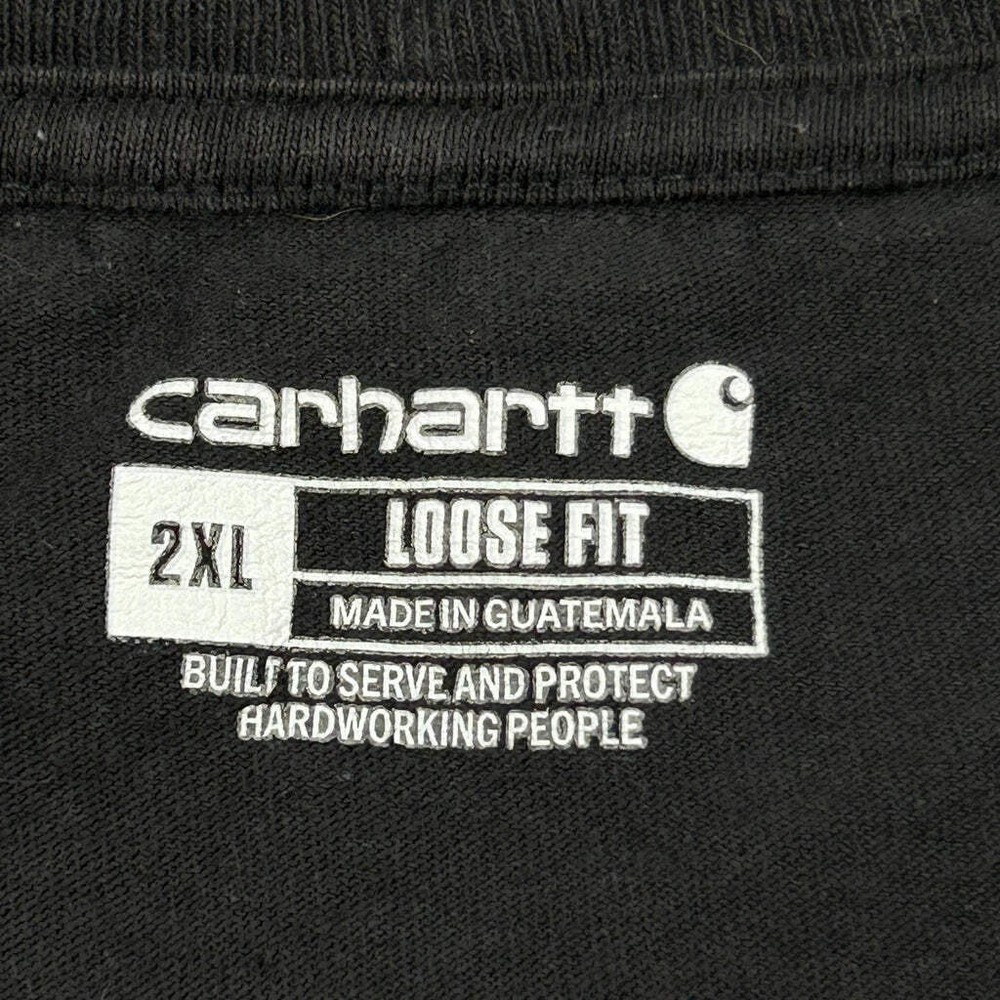 carhartt
2XL
LOOSE FIT
MADE IN GUATEMALA
BUILT TO SERVE AND PROTECT
HARDWORKING PEOPLE